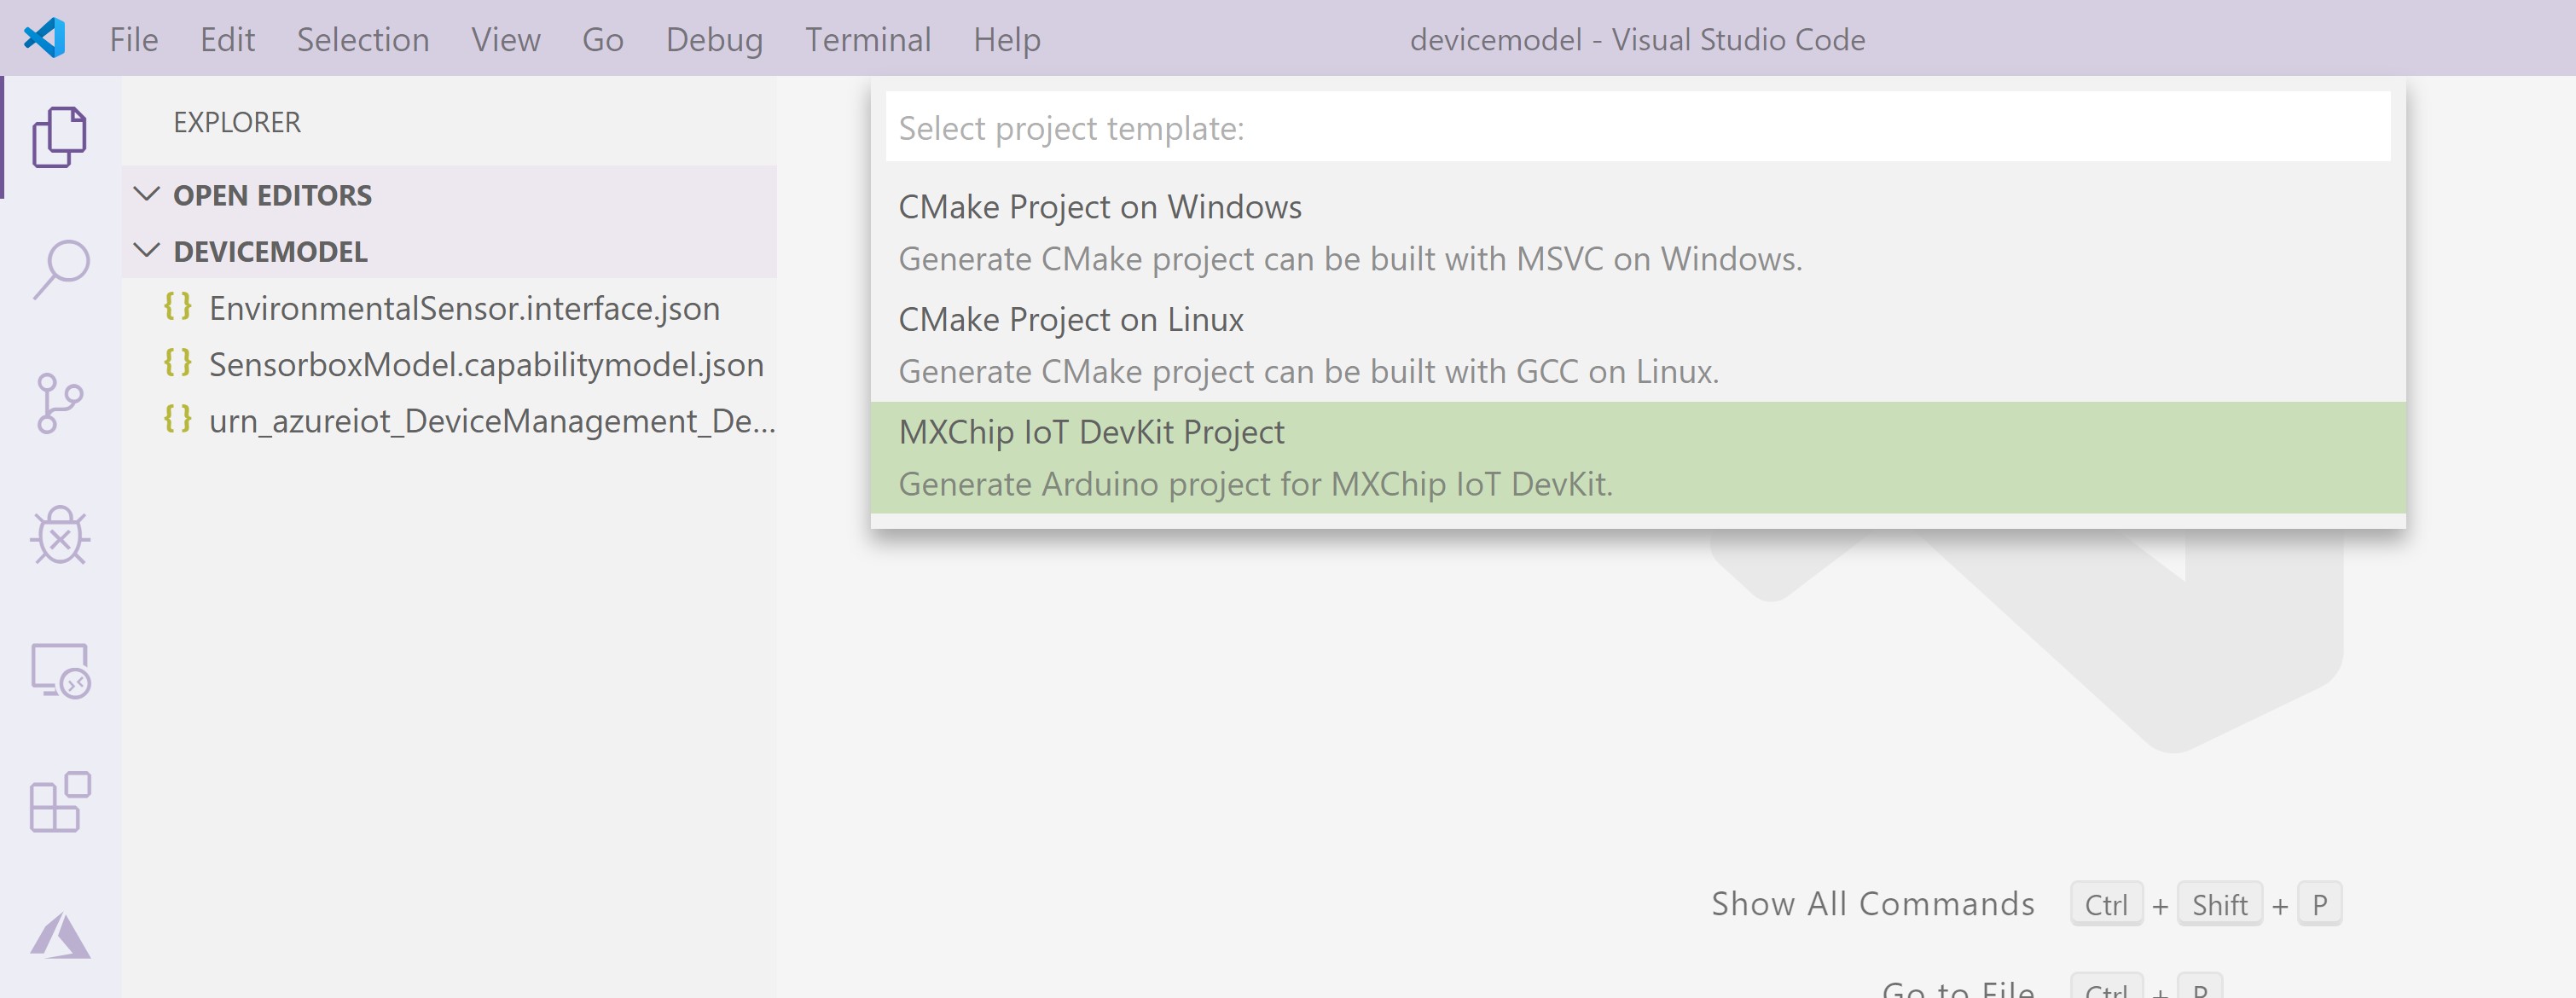 File Edit Selection View Go Debug Terminal Help devicemodel - Visual Studio Code
EXPLORER
OPEN EDITORS
DEVICEMODEL
{} EnvironmentalSensor.interface.json
{} SensorboxModel.capabilitymodel.json
{} urn_azureiot_DeviceManagement_De...
Select project template:
CMake Project on Windows
Generate CMake project can be built with MSVC on Windows.
CMake Project on Linux
Generate CMake project can be built with GCC on Linux.
MXChip IoT DevKit Project
Generate Arduino project for MXChip IoT DevKit.
Show All Commands Ctrl + Shift + P
Go to File Ctrl + P